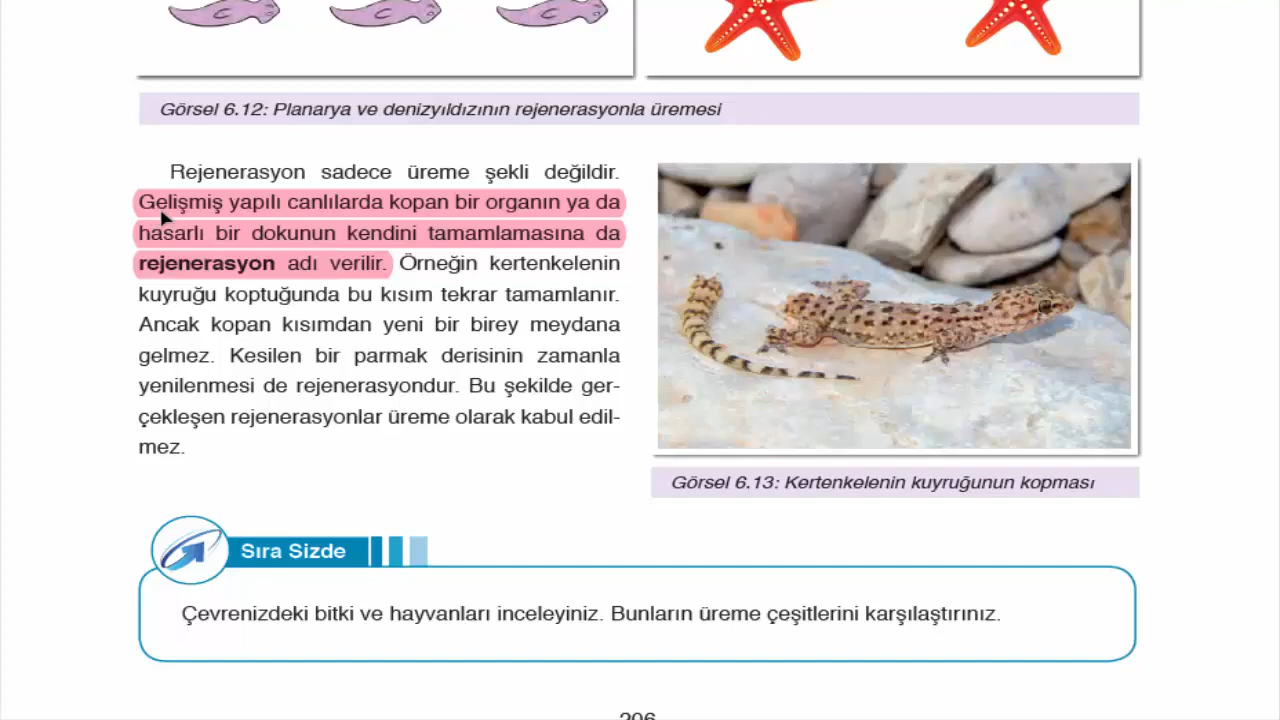 Görsel 6.12: Planarya ve denizyıldızının rejenerasyonla üremesi
Rejenerasyon sadece üreme şekli değildir.
Gelişmiş yapılı canlılarda kopan bir organın ya da
hasarlı bir dokunun kendini tamamlamasına da
rejenerasyon adı verilir. Örneğin kertenkelenin
kuyruğu koptuğunda bu kısım tekrar tamamlanır.
Ancak kopan kısımdan yeni bir birey meydana
gelmez. Kesilen bir parmak derisinin zamanla
yenilenmesi de rejenerasyondur. Bu şekilde ger-
çekleşen rejenerasyonlar üreme olarak kabul edil-
mez.
Görsel 6.13: Kertenkelenin kuyruğunun kopması
Sıra Sizde
Çevrenizdeki bitki ve hayvanları inceleyiniz. Bunların üreme çeşitlerini karşılaştırınız.
206